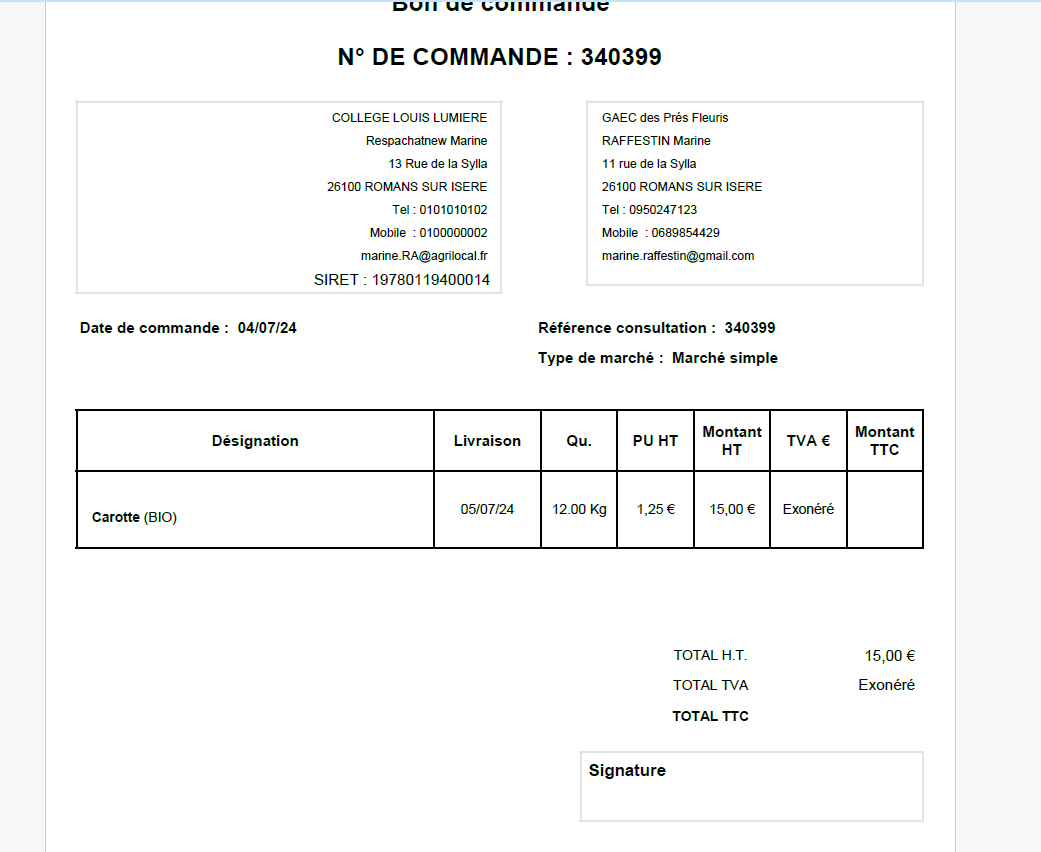 Bon de commande
N° DE COMMANDE : 340399
COLLEGE LOUIS LUMIERE
Respachatnew Marine
13 Rue de la Sylla
26100 ROMANS SUR ISERE
Tel : 0101010102
Mobile : 0100000002
marine.RA@agrilocal.fr
SIRET : 19780119400014
GAEC des Prés Fleuris
RAFFESTIN Marine
11 rue de la Sylla
26100 ROMANS SUR ISERE
Tel : 0950247123
Mobile : 0689854429
marine.raffestin@gmail.com
Date de commande : 04/07/24
Référence consultation : 340399
Type de marché : Marché simple
Désignation Livraison Qu. PU HT Montant HT TVA € Montant TTC
Carotte (BIO) 05/07/24 12.00 Kg 1,25 € 15,00 € Exonéré
TOTAL H.T. 15,00 €
TOTAL TVA Exonéré
TOTAL TTC
Signature